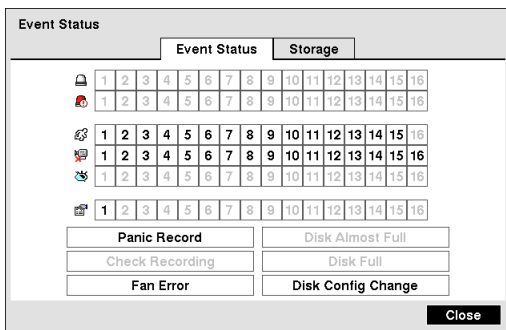 Event Status
Event Status Storage
1 2 3 4 5 6 7 8 9 10 11 12 13 14 15 16
1 2 3 4 5 6 7 8 9 10 11 12 13 14 15 16
1 2 3 4 5 6 7 8 9 10 11 12 13 14 15 16
1 2 3 4 5 6 7 8 9 10 11 12 13 14 15 16
1 2 3 4 5 6 7 8 9 10 11 12 13 14 15 16
1 2 3 4 5 6 7 8 9 10 11 12 13 14 15 16
Panic Record Disk Almost Full
Check Recording Disk Full
Fan Error Disk Config Change
Close